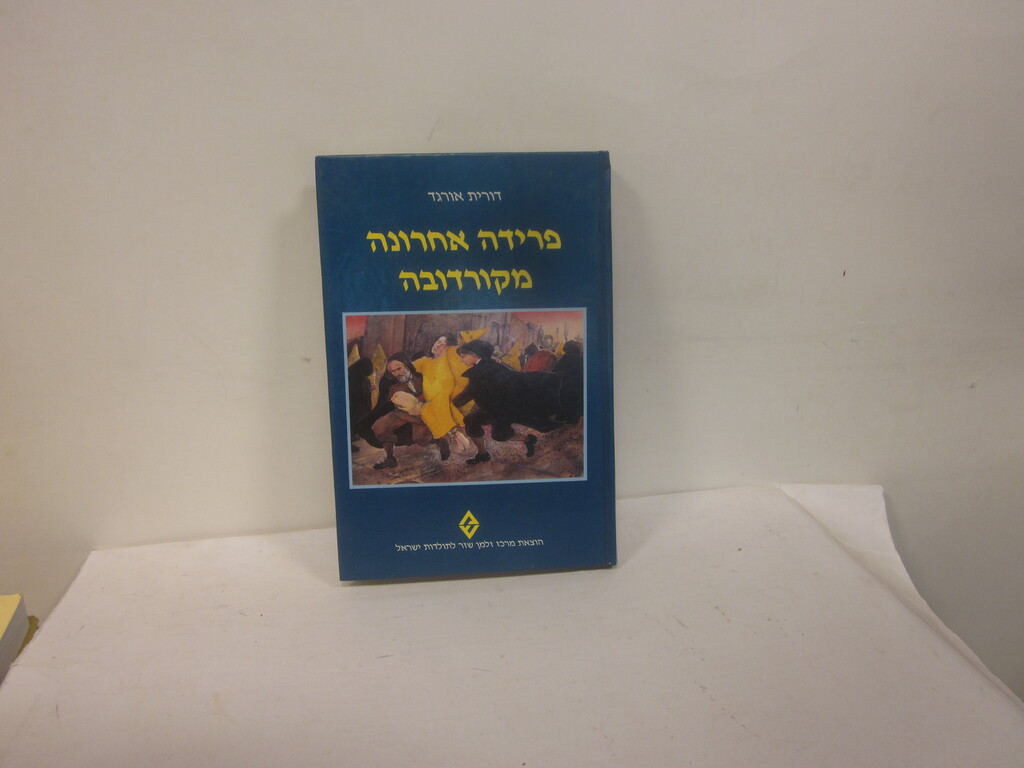 דורית אורגד
פרידה אחרונה
מקורדובה
הוצאת מרכז זלמן שזר לתולדות ישראל